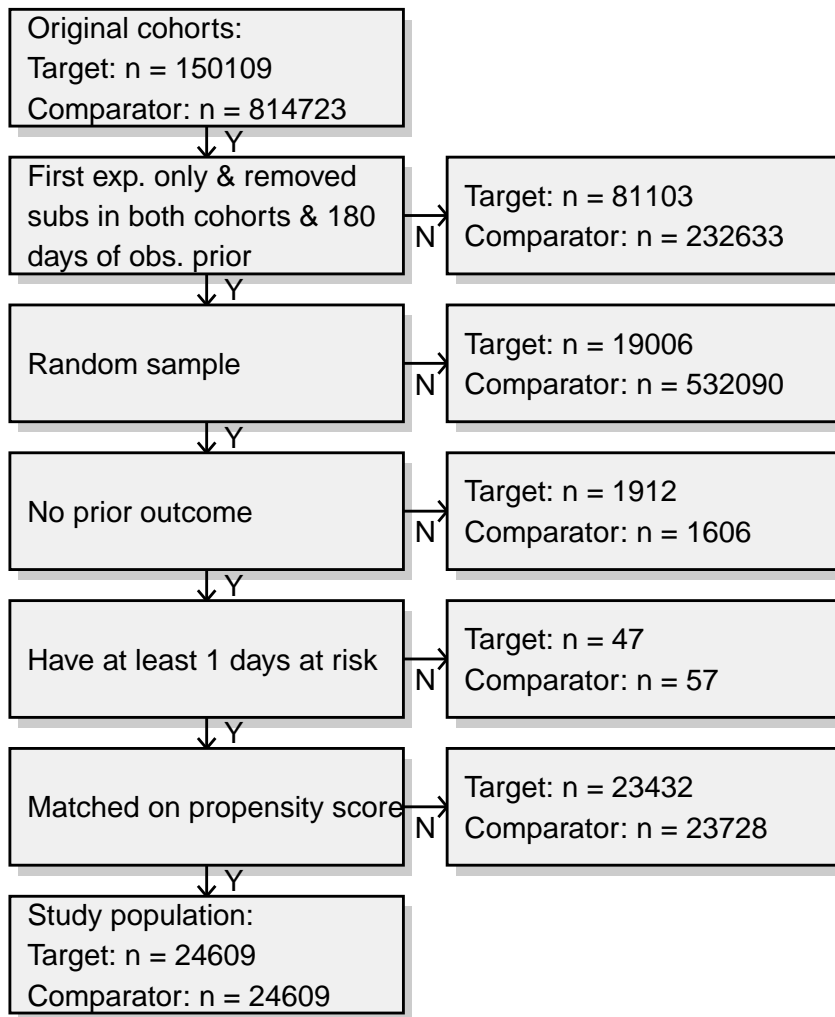 Original cohorts:
Target: n = 150109
Comparator: n = 814723
Y
First exp. only & removed
subs in both cohorts & 180
days of obs. prior
N
Target: n = 81103
Comparator: n = 232633
Y
Random sample
N
Target: n = 19006
Comparator: n = 532090
Y
No prior outcome
N
Target: n = 1912
Comparator: n = 1606
Y
Have at least 1 days at risk
N
Target: n = 47
Comparator: n = 57
Y
Matched on propensity score
N
Target: n = 23432
Comparator: n = 23728
Y
Study population:
Target: n = 24609
Comparator: n = 24609